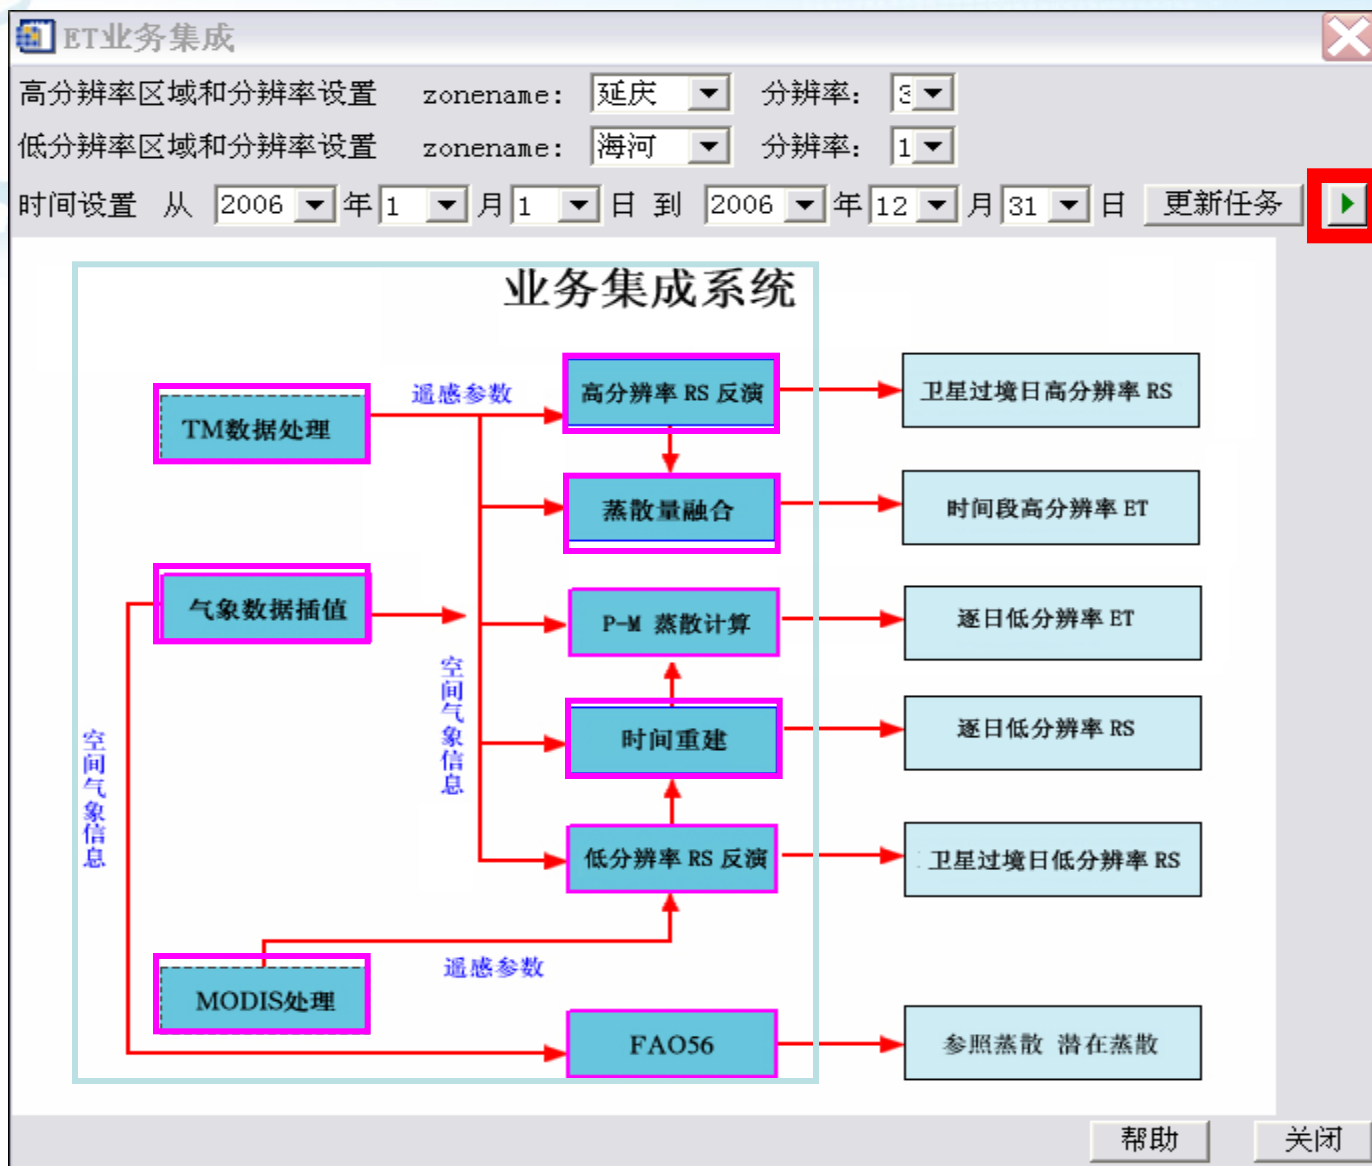 ET业务集成
高分辨率区域和分辨率设置 zonename: 延庆 分辨率: 3
低分辨率区域和分辨率设置 zonename: 海河 分辨率: 1
时间设置 从 2006 年 1 月 1 日 到 2006 年 12 月 31 日 更新任务
业务集成系统
遥感参数
高分辨率 RS 反演
卫星过境日高分辨率 RS
TM数据处理
蒸散量融合
时间段高分辨率 ET
气象数据插值
P-M 蒸散计算
逐日低分辨率 ET
空间气象信息
时间重建
逐日低分辨率 RS
空间气象信息
低分辨率 RS 反演
卫星过境日低分辨率 RS
遥感参数
MODIS处理
FAO56
参照蒸散 潜在蒸散
帮助 关闭